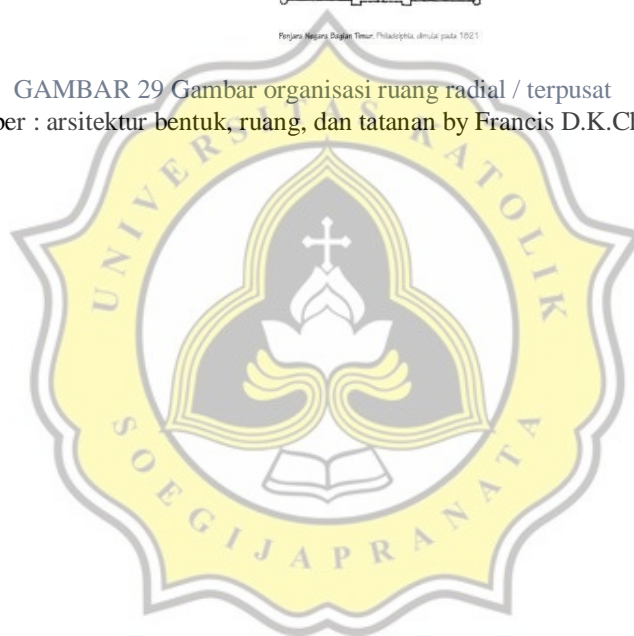 Penjara Negara Bagian Timur, Philadelphia, dimulai pada 1821
GAMBAR 29 Gambar organisasi ruang radial / terpusat
ber : arsitektur bentuk, ruang, dan tatanan by Francis D.K.Ch
UNIVERSITAS KATOLIK
SOEGIJAPRANATA